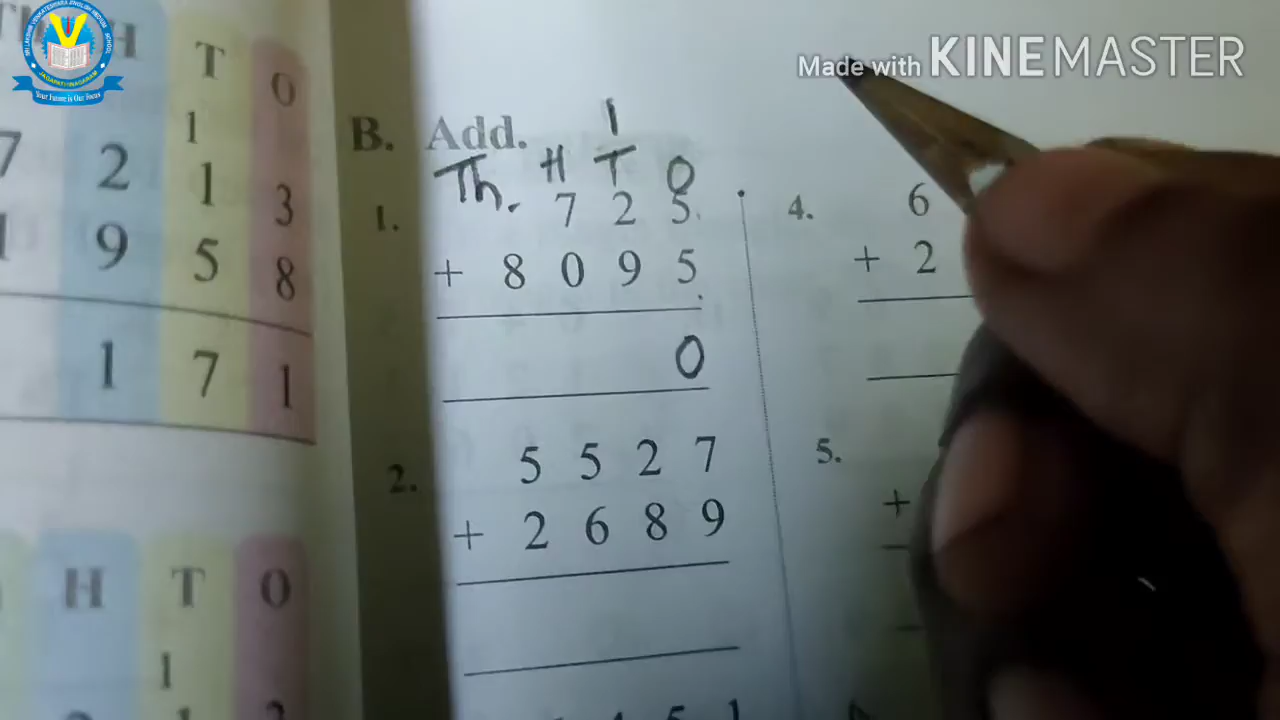 Made with KINEMASTER
Your Future is Our Focus
H T O
1
7 2 1 3
9 5 8
1 7 1
H T O
1
B. Add.
1
Th. H T O
1. 7 2 5
+ 8 0 9 5
0
2. 5 5 2 7
+ 2 6 8 9
4. 6
+ 2
5.
+